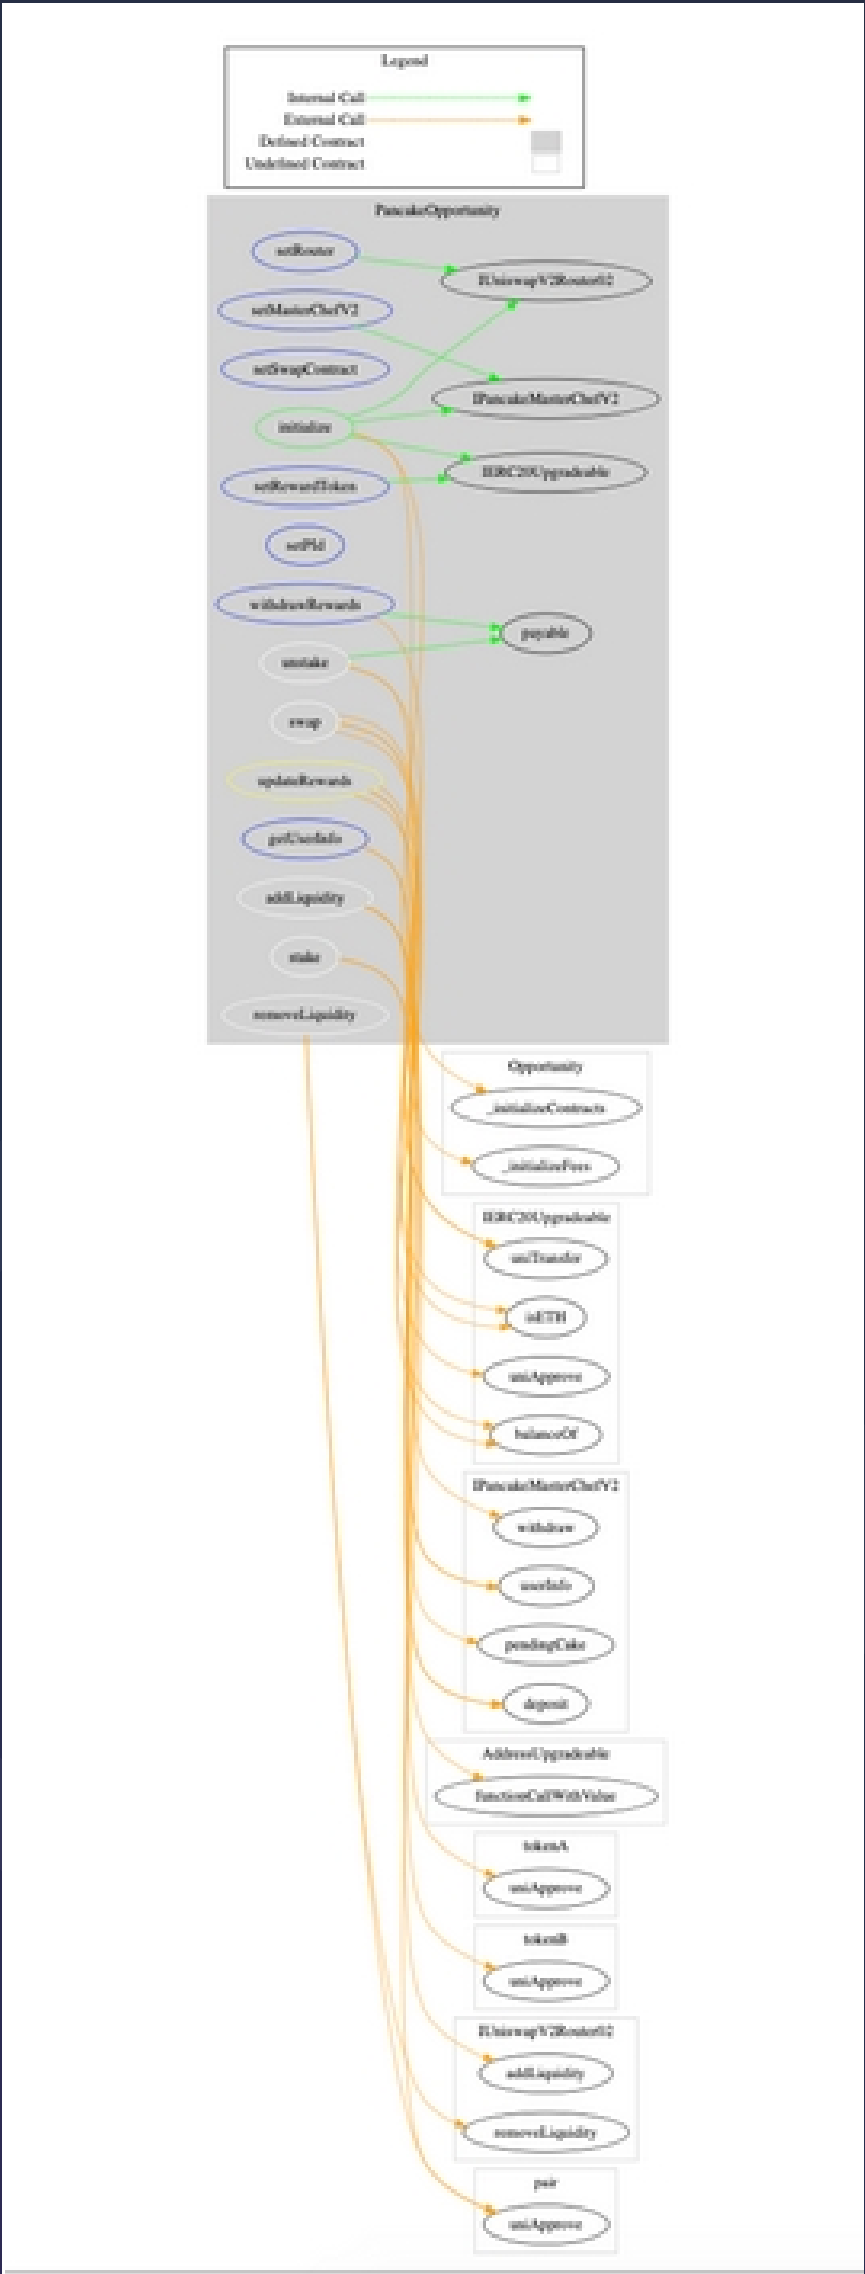 Legend
Internal Call
External Call
Defined Contract
Undefined Contract
PancakeOpportunity
setRouter
IUniswapV2Router02
setMasterChefV2
setSwapContract
IPancakeMasterChefV2
initialize
IERC20Upgradeable
setRewardToken
setPId
withdrawRewards
payable
unstake
swap
updateRewards
getUserInfo
addLiquidity
stake
removeLiquidity
Opportunity
_initializeContracts
_initializeFees
IERC20Upgradeable
uniTransfer
isETH
uniApprove
balanceOf
IPancakeMasterChefV2
withdraw
userInfo
pendingCake
deposit
AddressUpgradeable
functionCallWithValue
tokenA
uniApprove
tokenB
uniApprove
IUniswapV2Router02
addLiquidity
removeLiquidity
pair
uniApprove